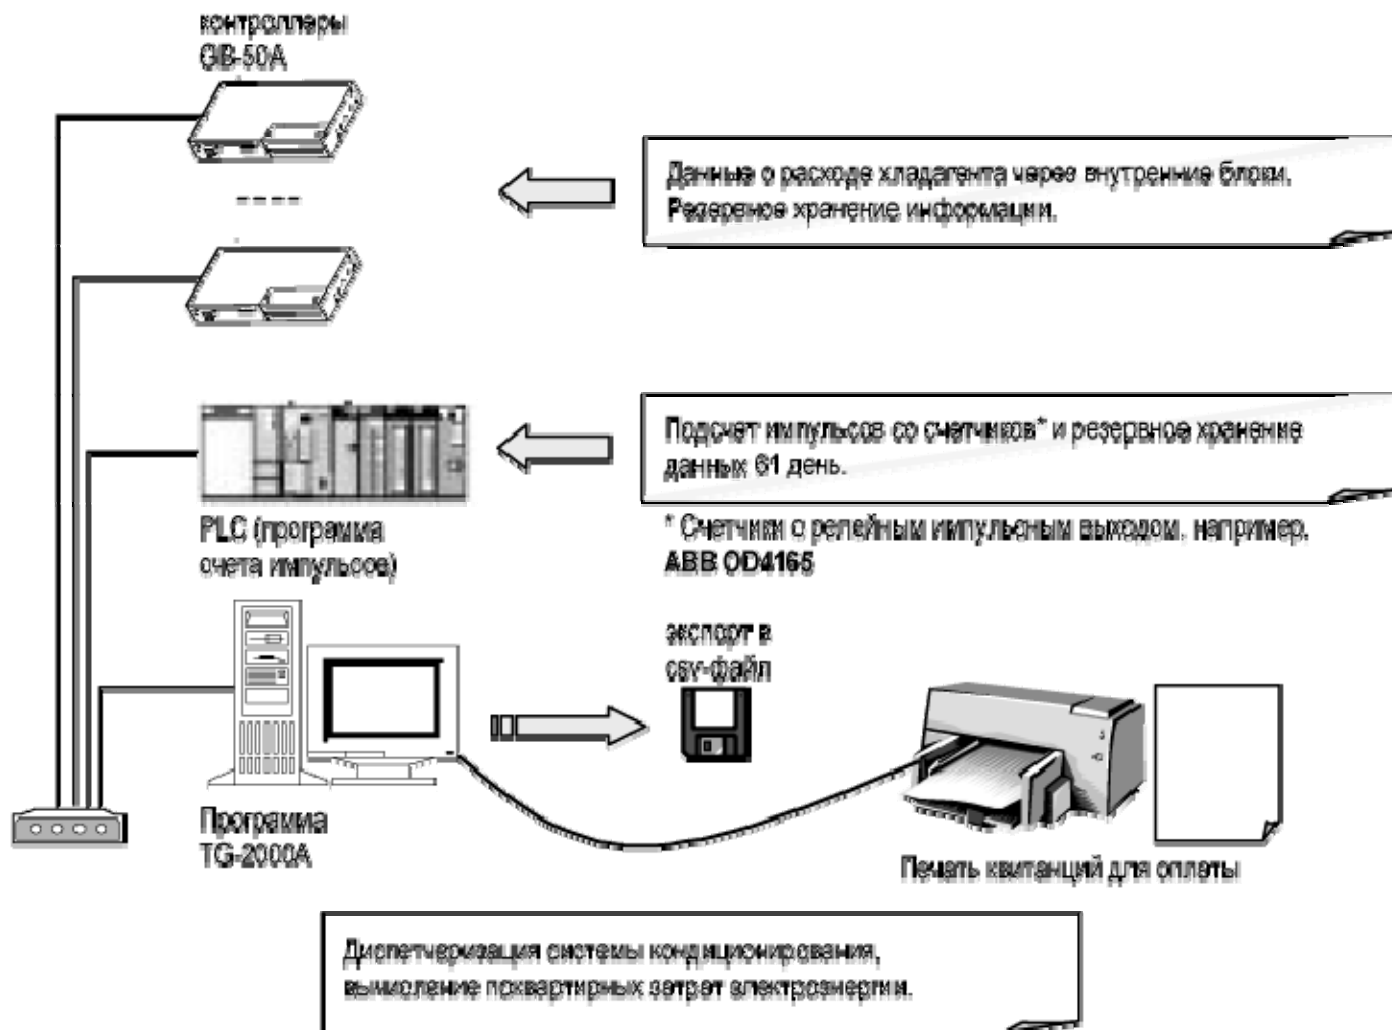 контроллеры
GB-50A
Данные о расходе хладагента через внутренние блоки.
Резервное хранение информации.
Подсчет импульсов со счетчиков* и резервное хранение
данных 61 день.
* Счетчики с релейным импульсным выходом, например,
ABB OD4165
PLC (программа
счета импульсов)
экспорт в
csv-файл
Программа
TG-2000A
Печать квитанций для оплаты
Диспетчеризация системы кондиционирования,
вычисление поквартирных затрат электроэнергии.